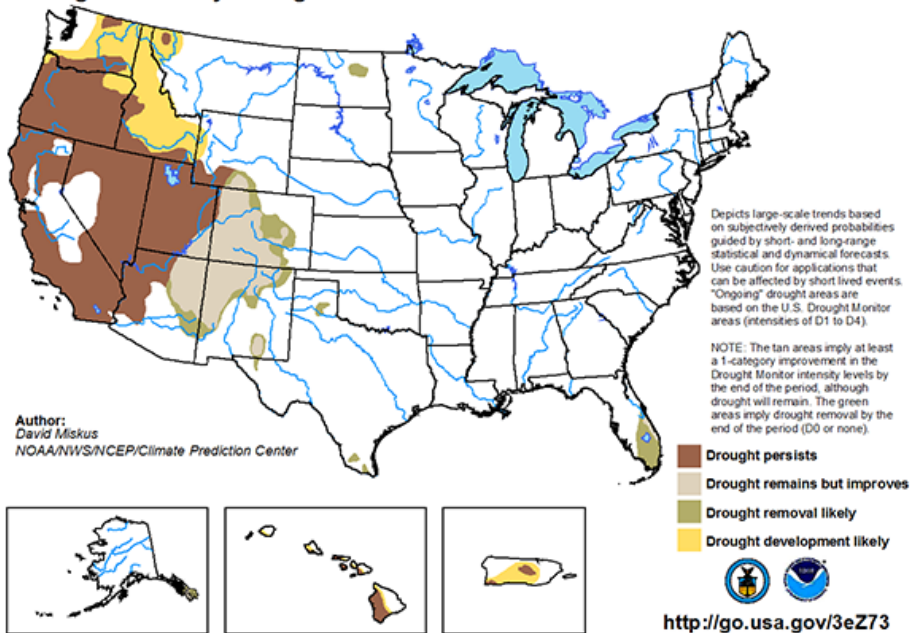 Depicts large-scale trends based
on subjectively derived probabilities
guided by short- and long-range
statistical and dynamical forecasts.
Use caution for applications that
can be affected by short lived events.
"Ongoing" drought areas are
based on the U.S. Drought Monitor
areas (intensities of D1 to D4).
NOTE: The tan areas imply at least
a 1-category improvement in the
Drought Monitor intensity levels by
the end of the period, although
drought will remain. The green
areas imply drought removal by the
end of the period (D0 or none).
Author:
David Miskus
NOAA/NWS/NCEP/Climate Prediction Center
Drought persists
Drought remains but improves
Drought removal likely
Drought development likely
http://go.usa.gov/3eZ73